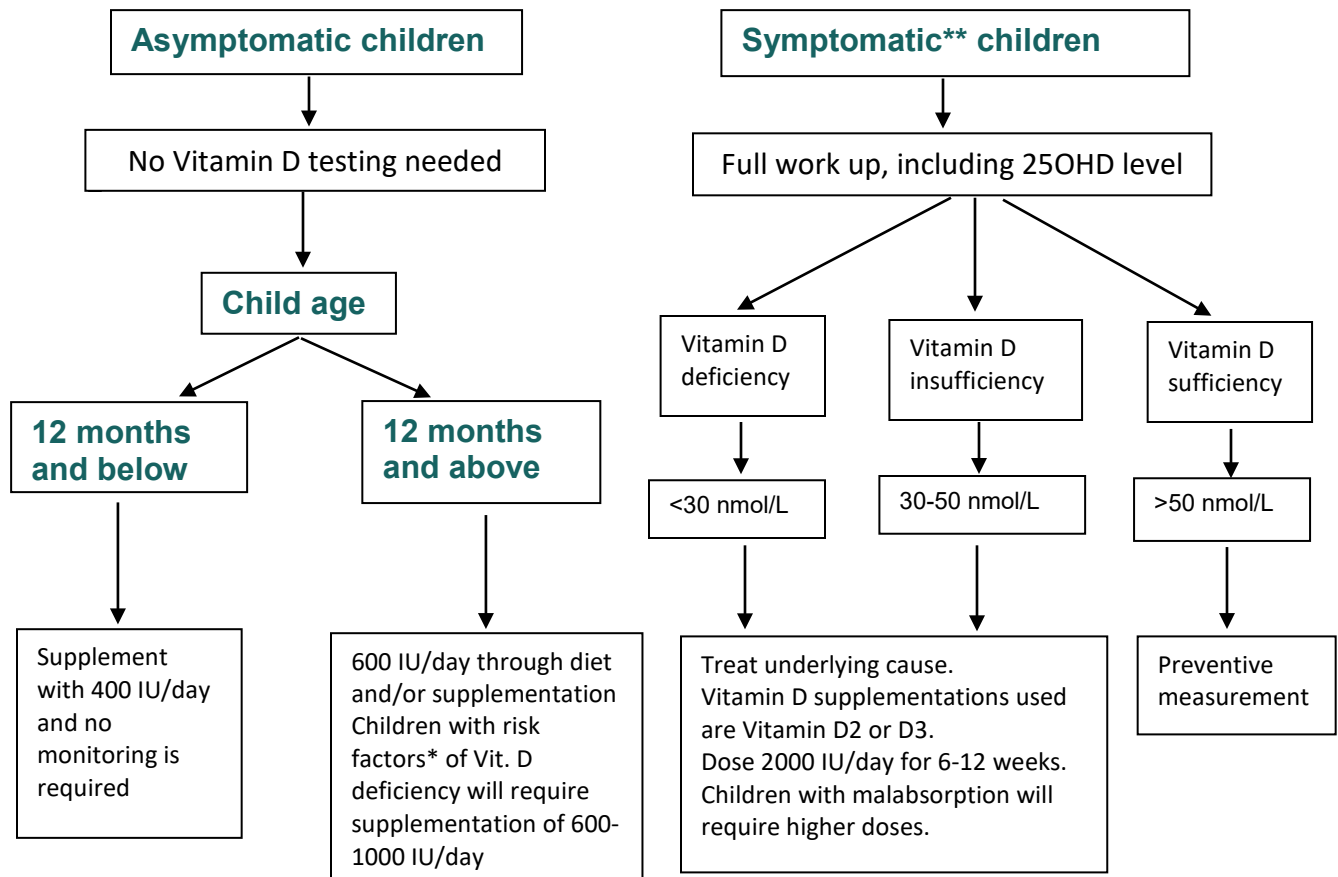 Asymptomatic children
No Vitamin D testing needed
Child age
12 months
and below
Supplement
with 400 IU/day
and no
monitoring is
required
12 months
and above
600 IU/day through diet
and/or supplementation
Children with risk
factors* of Vit. D
deficiency will require
supplementation of 600-
1000 IU/day
Symptomatic** children
Full work up, including 25OHD level
Vitamin D
deficiency
<30 nmol/L
Vitamin D
insufficiency
30-50 nmol/L
Treat underlying cause.
Vitamin D supplementations used
are Vitamin D2 or D3.
Dose 2000 IU/day for 6-12 weeks.
Children with malabsorption will
require higher doses.
Vitamin D
sufficiency
>50 nmol/L
Preventive
measurement